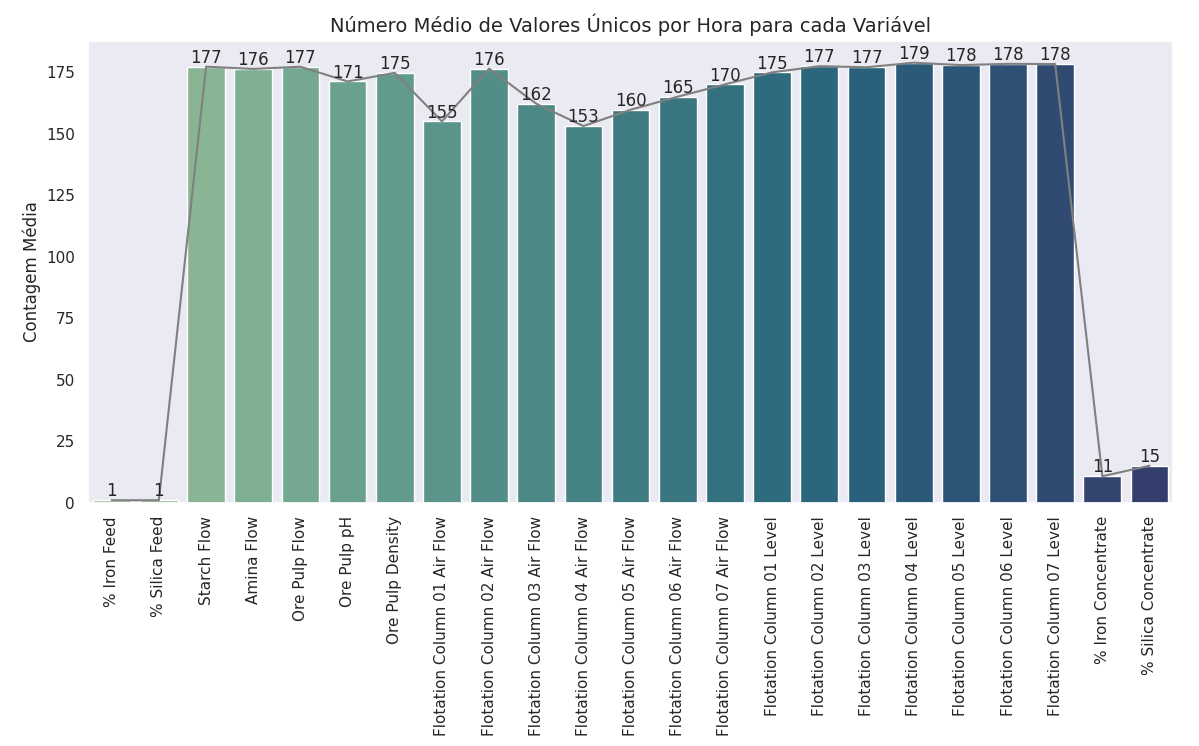 Número Médio de Valores Únicos por Hora para cada Variável
Contagem Média
175
150
125
100
75
50
25
0
1
1
177
176
177
171
175
155
176
162
153
160
165
170
175
177
177
179
178
178
178
11
15
% Iron Feed
% Silica Feed
Starch Flow
Amina Flow
Ore Pulp Flow
Ore Pulp pH
Ore Pulp Density
Flotation Column 01 Air Flow
Flotation Column 02 Air Flow
Flotation Column 03 Air Flow
Flotation Column 04 Air Flow
Flotation Column 05 Air Flow
Flotation Column 06 Air Flow
Flotation Column 07 Air Flow
Flotation Column 01 Level
Flotation Column 02 Level
Flotation Column 03 Level
Flotation Column 04 Level
Flotation Column 05 Level
Flotation Column 06 Level
Flotation Column 07 Level
% Iron Concentrate
% Silica Concentrate